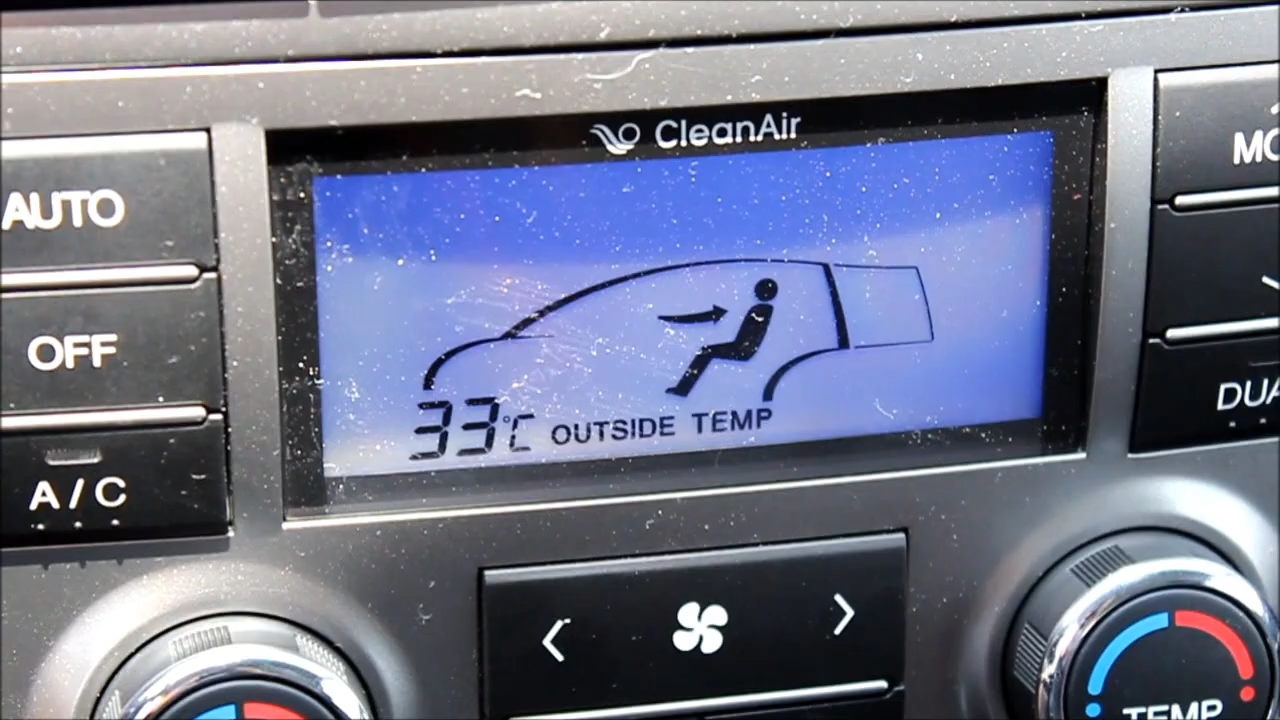 CleanAir
AUTO
MO
OFF
33°C OUTSIDE TEMP
DUA
A/C
TEMP